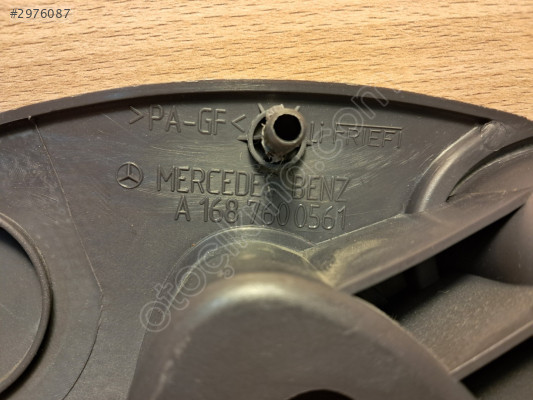 #2976087
>PA-GF<
MERCEDES BENZ
A 168 760 0561